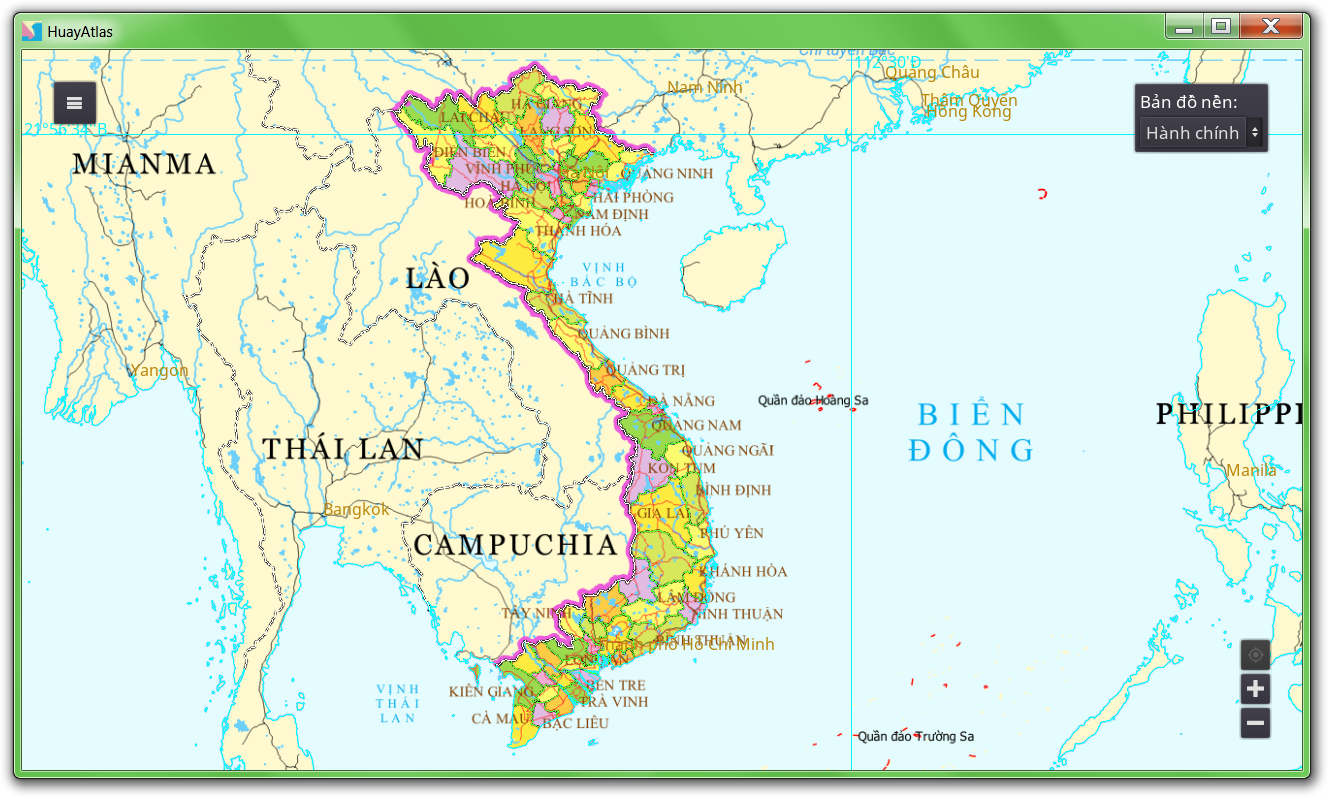 HuayAtlas
Chí tuyến Bắc
112°30'Đ
Quảng Châu
Nam Ninh
Thâm Quyến
Hồng Kông
Bản đồ nền:
Hành chính
21°56'34"B
HÀ GIANG
LAI CHÂU
LẠNG SƠN
ĐIỆN BIÊN
MIANMA
VĨNH PHÚC
Hà Nội
QUẢNG NINH
HÀ NỘI
HẢI PHÒNG
HOÀ BÌNH
NAM ĐỊNH
THANH HÓA
VỊNH
BẮC BỘ
LÀO
HÀ TĨNH
QUẢNG BÌNH
Yangon
QUẢNG TRỊ
Quần đảo Hoàng Sa
ĐÀ NẴNG
BIỂN
ĐÔNG
PHILIPPI
QUẢNG NAM
THÁI LAN
QUẢNG NGÃI
KON TUM
Manila
BÌNH ĐỊNH
Bangkok
GIA LAI
PHÚ YÊN
CAMPUCHIA
KHÁNH HÒA
LÂM ĐỒNG
TÂY NINH
NINH THUẬN
BÌNH THUẬN
Thành phố Hồ Chí Minh
LONG AN
VỊNH
THÁI
LAN
KIÊN GIANG
BẾN TRE
TRÀ VINH
CÀ MAU
BẠC LIÊU
Quần đảo Trường Sa